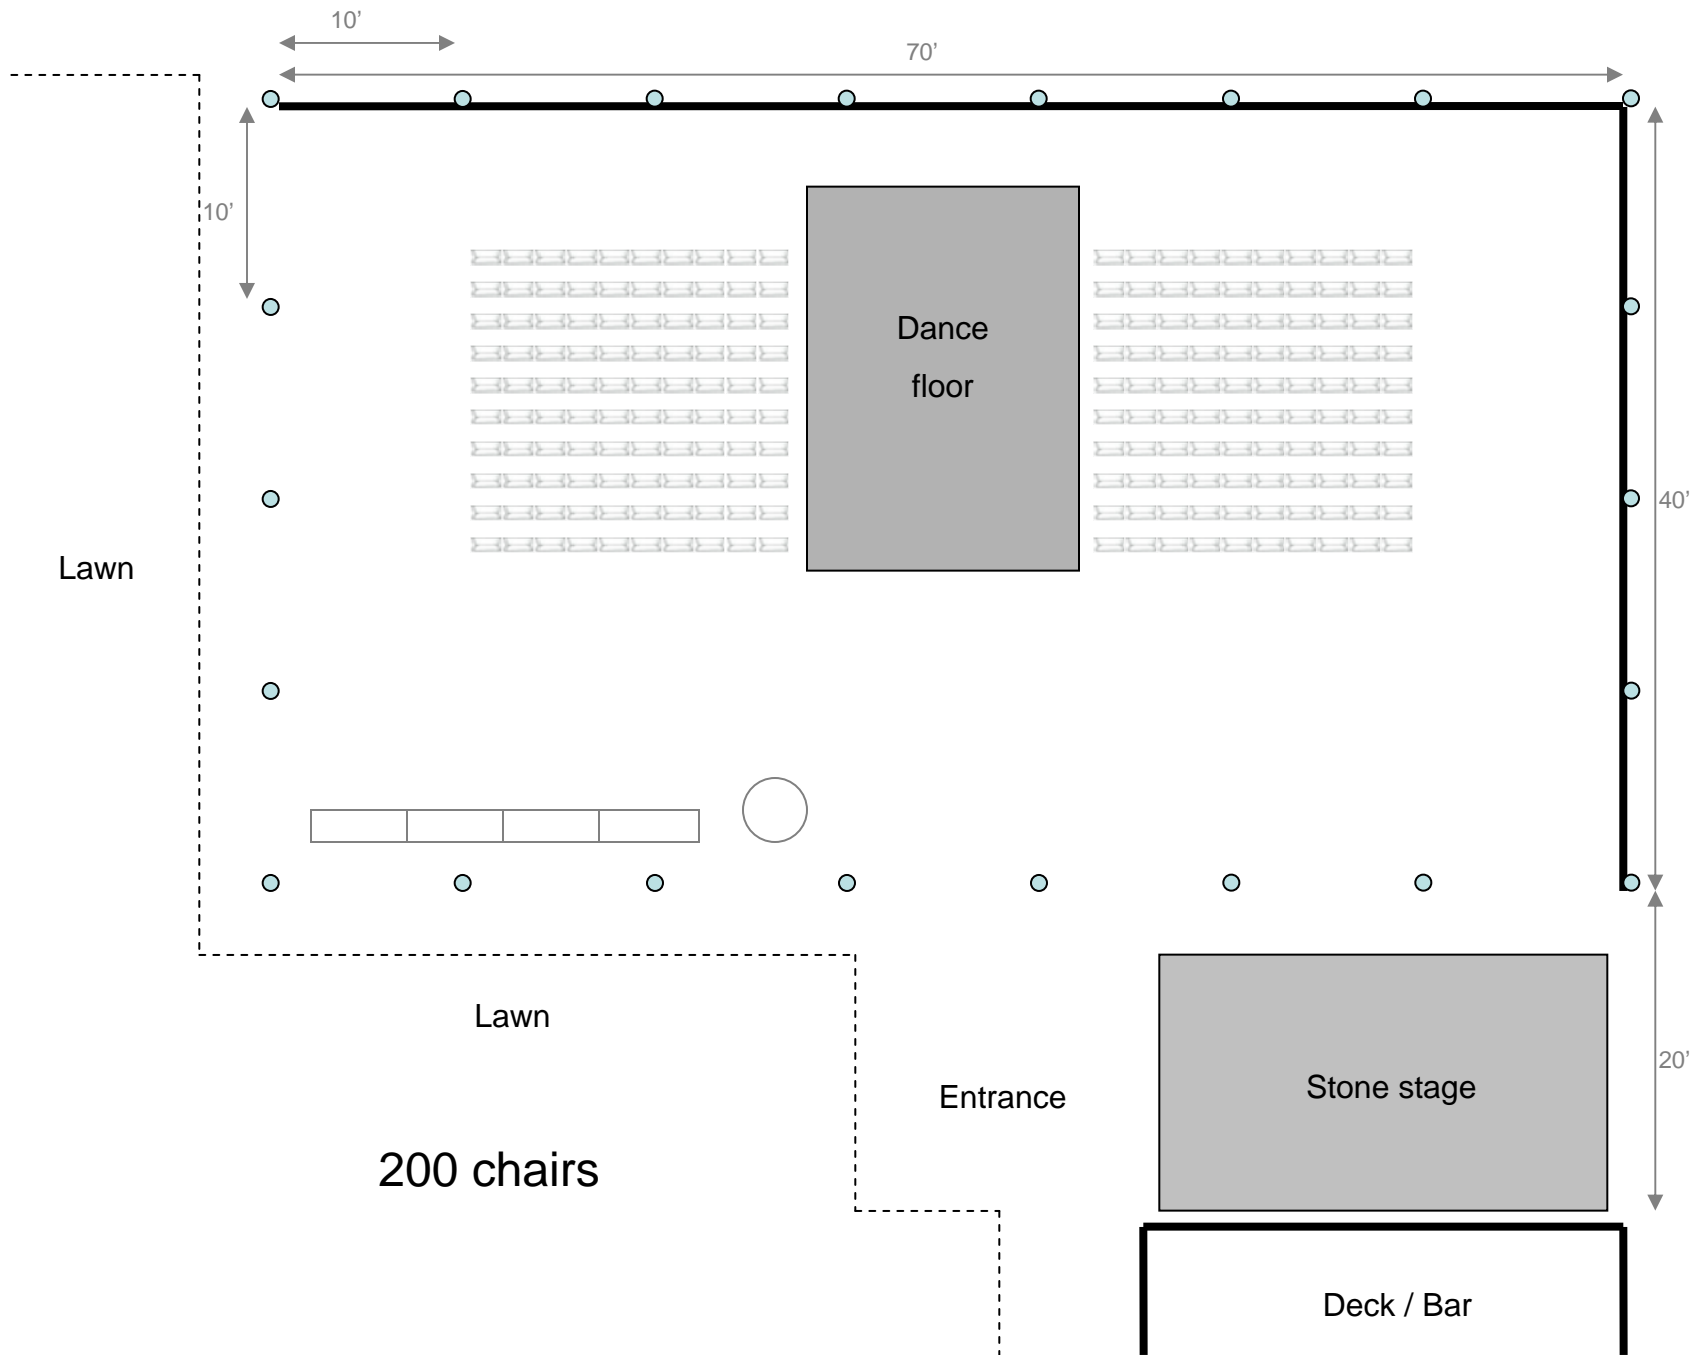 10’
70’
10’
Dance
floor
40’
Lawn
Lawn
20’
Stone stage
Entrance
200 chairs
Deck / Bar